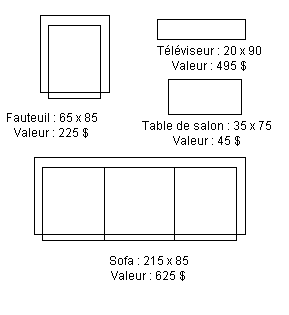 Téléviseur : 20 x 90
Valeur : 495 $
Fauteuil : 65 x 85
Valeur : 225 $
Table de salon : 35 x 75
Valeur : 45 $
Sofa : 215 x 85
Valeur : 625 $